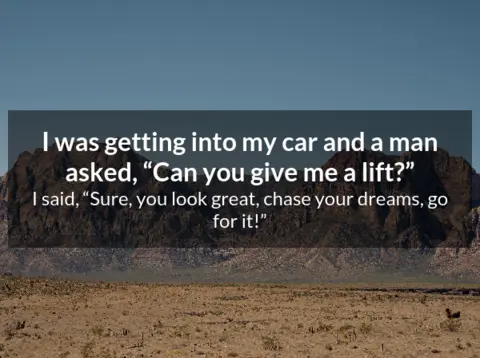 I was getting into my car and a man
asked, “Can you give me a lift?”
I said, “Sure, you look great, chase your dreams, go
for it!”